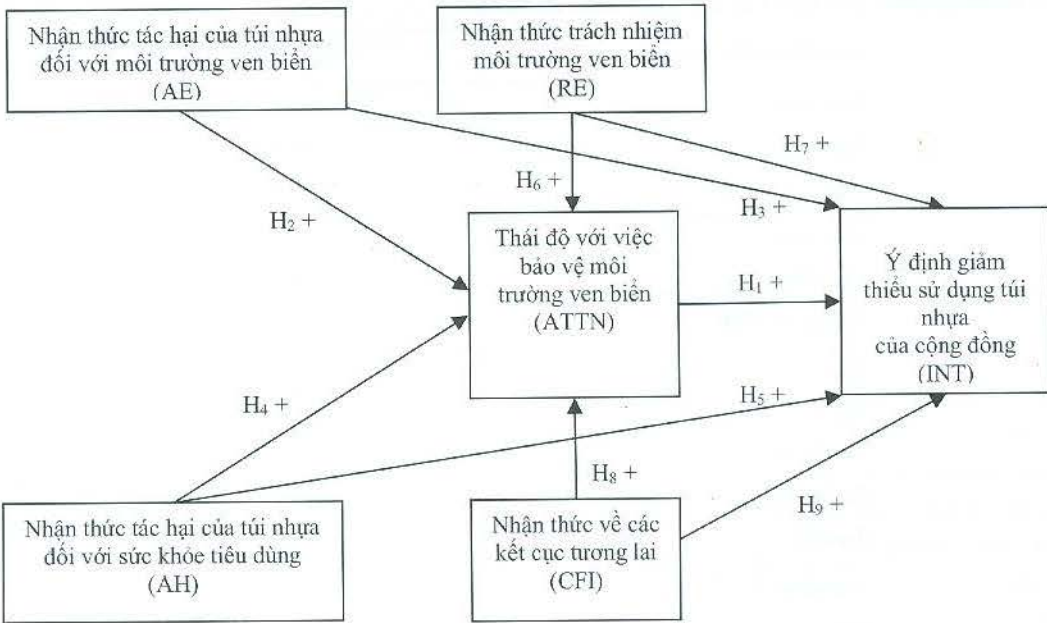 Nhận thức tác hại của túi nhựa
đối với môi trường ven biển
(AE)
Nhận thức trách nhiệm
môi trường ven biển
(RE)
H₇ +
H₆ +
H₃ +
H₂ +
Thái độ với việc
bảo vệ môi
trường ven biển
(ATTN)
H₁ +
Ý định giảm
thiểu sử dụng túi
nhựa
của cộng đồng
(INT)
H₅ +
H₄ +
H₈ +
H₉ +
Nhận thức tác hại của túi nhựa
đối với sức khỏe tiêu dùng
(AH)
Nhận thức về các
kết cục tương lai
(CFI)